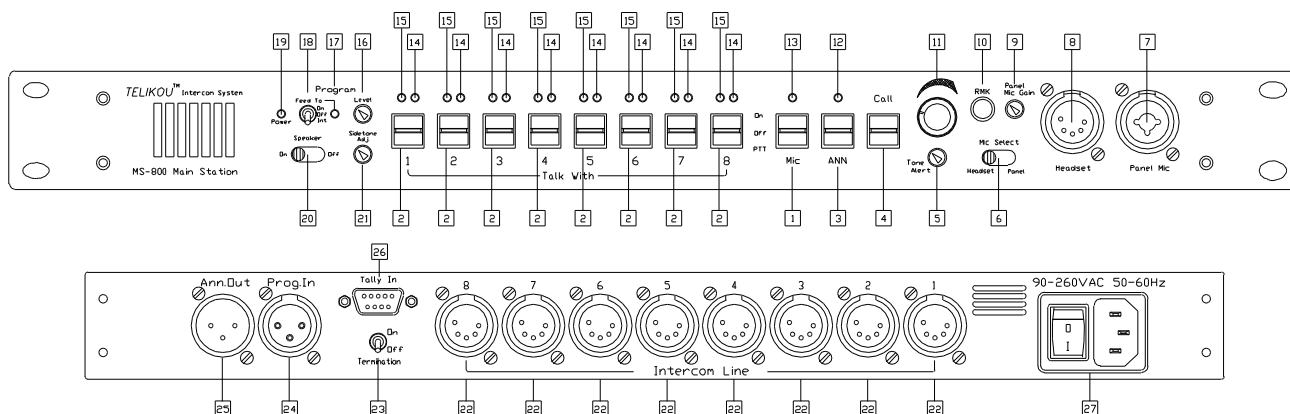 15 15 15 15 15 15 15 15
19 18 17 16 14 14 14 14 14 14 14 14 13 12 11 10 9 8 7
TELIKOU™ Intercom System
Program
Feed To
On
Off
Int
Power
Level
Speaker
On Off
Sidetone
Adj
MS-800 Main Station
1 2 3 4 5 6 7 8
Talk With
On
Off
PTT
Mic
ANN
Call
RMK
Panel
Mic Gain
Tone
Alert
Mic Select
Headset Panel
Headset
Panel Mic
20 21 2 2 2 2 2 2 2 2 1 3 4 5 6
26
Ann.Out
Prog.In
Tally In
On
Off
Termination
8 7 6 5 4 3 2 1
Intercom Line
90-260VAC 50-60Hz
I
25 24 23 22 22 22 22 22 22 22 22 27